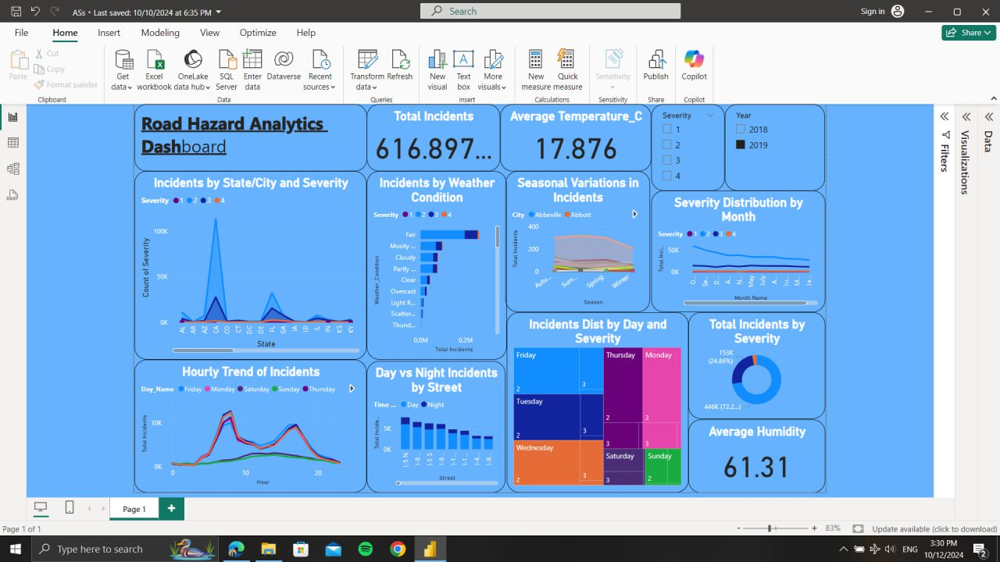 ASs • Last saved: 10/10/2024 at 6:35 PM
Search
Sign in
File Home Insert Modeling View Optimize Help
Share
Paste
Cut
Copy
Format painter
Clipboard
Get data
Excel workbook
OneLake data hub
SQL Server
Enter data
Dataverse
Recent sources
Data
Transform data
Refresh
Queries
New visual
Text box
More visuals
Insert
New measure
Quick measure
Calculations
Sensitivity
Sensitivity
Publish
Share
Copilot
Copilot
Road Hazard Analytics
Dashboard
Total Incidents
616.897...
Average Temperature_C
17.876
Severity
1
2
3
4
Year
2018
2019
Filters
Visualizations
Data
Incidents by State/City and Severity
Severity 1 2 3 4
Count of Severity
100K
50K
0K
AL AR AZ CA CO CT DC DE FL GA IA ID IL IN KS KY
State
Incidents by Weather
Condition
Severity 1 2 3 4
Weather_Condition
Fair
Mostly ...
Cloudy
Partly ...
Clear
Overcast
Light R...
Scatter...
Thund...
0.0M 0.2M
Total Incidents
Seasonal Variations in
Incidents
City Abbeville Abbott
Total Incidents
400
200
0
Autu... Sum... Spring Winter
Season
Severity Distribution by
Month
Severity 1 2 3 4
Total Inci...
50K
0K
O... Se... D... A... N... May July A... Ju... M... Ja...
Month Name
Hourly Trend of Incidents
Day_Name Friday Monday Saturday Sunday Thursday
Total Incidents
10K
0K
0 10 20
Hour
Day vs Night Incidents
by Street
Time ... Day Night
Total Incide...
5K
0K
I-5 N I-9... I-5 S I-9... I-1... I-1... I-4... I-8...
Street
Incidents Dist by Day and
Severity
Friday
2
3
Tuesday
2
3
Wednesday
2
3
Thursday
2
3
Monday
2
3
Saturday
3
Sunday
2
Total Incidents by
Severity
153K
(24.86%)
446K (72.2...)
Average Humidity
61.31
Page 1
Page 1 of 1
83%
Update available (click to download)
Type here to search
ENG
3:30 PM
10/12/2024
2